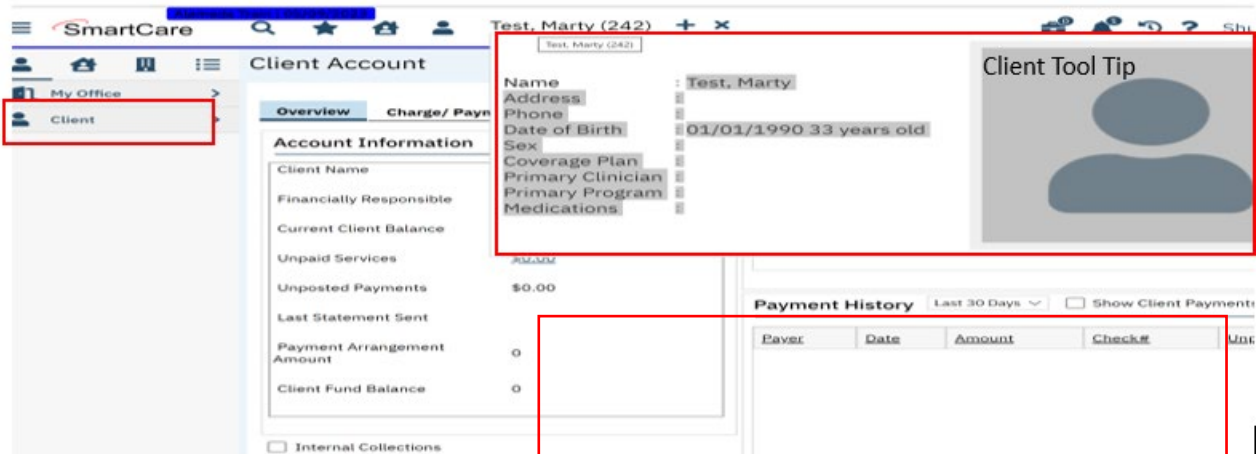 SmartCare
Test, Marty (242)
Shu
Test, Marty (242)
My Office
Client
Client Account
Overview
Charge/ Paym
Account Information
Client Name
Financially Responsible
Current Client Balance
Unpaid Services
$0.00
Unposted Payments
$0.00
Last Statement Sent
Payment Arrangement
Amount
0
Client Fund Balance
0
Internal Collections
Name : Test, Marty
Address :
Phone :
Date of Birth : 01/01/1990 33 years old
Sex :
Coverage Plan :
Primary Clinician :
Primary Program :
Medications :
Client Tool Tip
Payment History
Last 30 Days
Show Client Payments
Payer Date Amount Check#